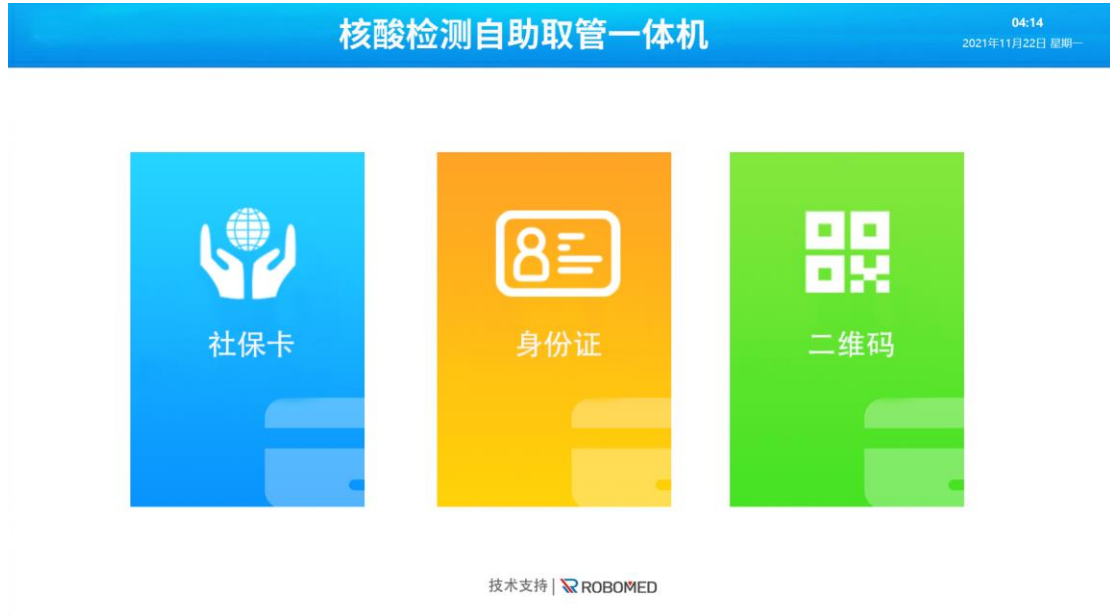 核酸检测自助取管一体机
04:14
2021年11月22日 星期一
社保卡
身份证
二维码
技术支持 | ROBOMED